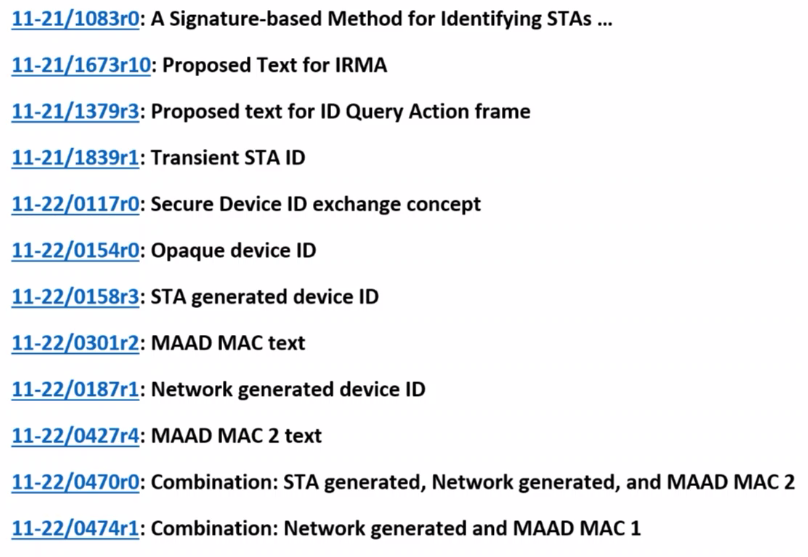 11-21/1083r0: A Signature-based Method for Identifying STAs ...
11-21/1673r10: Proposed Text for IRMA
11-21/1379r3: Proposed text for ID Query Action frame
11-21/1839r1: Transient STA ID
11-22/0117r0: Secure Device ID exchange concept
11-22/0154r0: Opaque device ID
11-22/0158r3: STA generated device ID
11-22/0301r2: MAAD MAC text
11-22/0187r1: Network generated device ID
11-22/0427r4: MAAD MAC 2 text
11-22/0470r0: Combination: STA generated, Network generated, and MAAD MAC 2
11-22/0474r1: Combination: Network generated and MAAD MAC 1